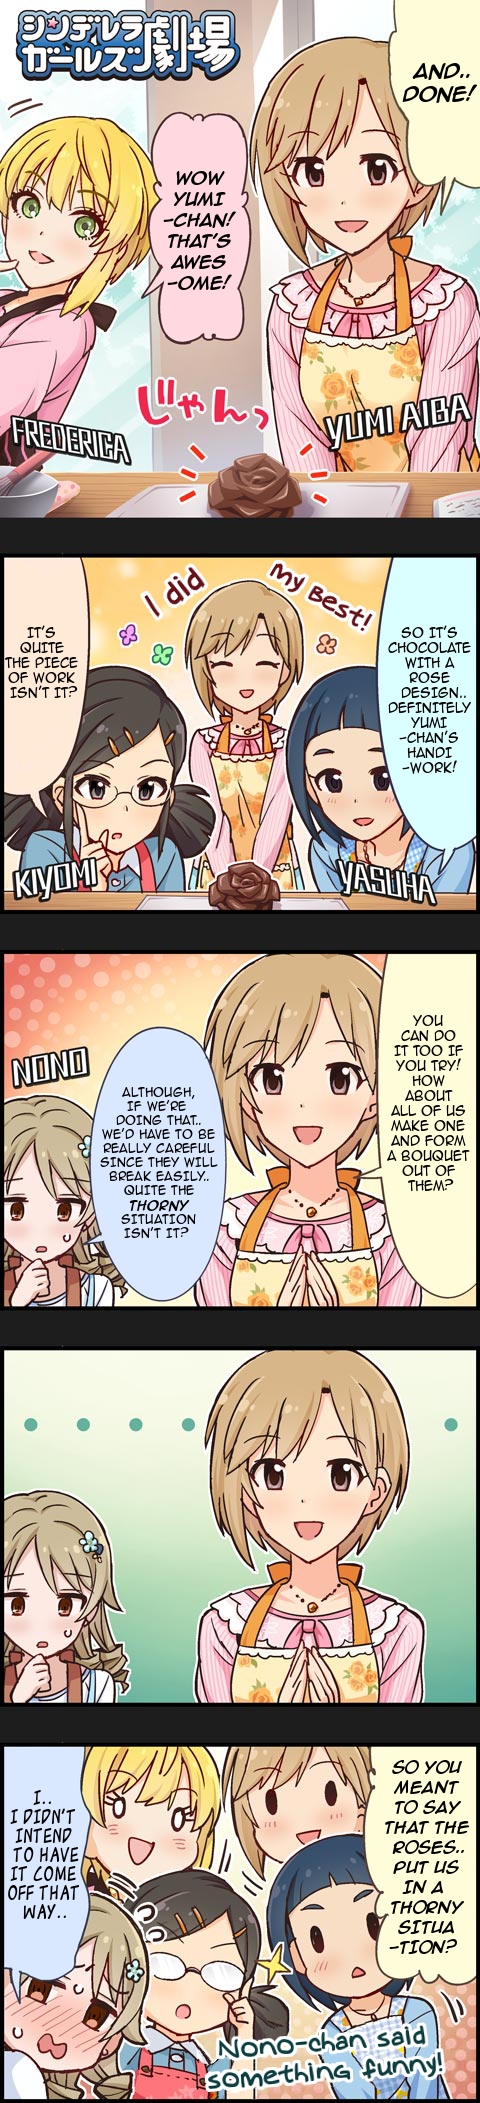 シンデレラ
ガールズ劇場
AND..
DONE!
WOW
YUMI
-CHAN!
THAT'S
AWES
-OME!
じゃんっ
FREDERICA
YUMI AIBA
I did
my Best!
IT'S
QUITE
THE PIECE
OF WORK
ISN'T IT?
SO IT'S
CHOCOLATE
WITH A
ROSE
DESIGN..
DEFINITELY
YUMI
-CHAN'S
HANDI
-WORK!
KIYOMI
YASUHA
YOU
CAN DO
IT TOO IF
YOU TRY!
HOW
ABOUT
ALL OF US
MAKE ONE
AND FORM
A BOUQUET
OUT OF
THEM?
NONO
ALTHOUGH,
IF WE'RE
DOING THAT..
WE'D HAVE TO BE
REALLY CAREFUL
SINCE THEY WILL
BREAK EASILY..
QUITE THE
THORNY
SITUATION
ISN'T IT?
SO YOU
MEANT
TO SAY
THAT THE
ROSES..
PUT US
IN A
THORNY
SITUA
-TION?
I..
I DIDN'T
INTEND
TO HAVE
IT COME
OFF THAT
WAY..
Nono-chan said
something funny!